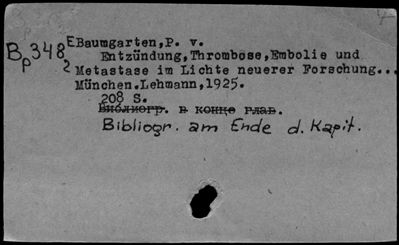 Bp348 EBaumgarten,P. v.
2 Entzündung,Thrombose,Embolie und
Metastase im Lichte neuerer Forschung...
München.Lehmann,1925.
208 S.
Библиогр. в конце глав.
Bibliogr. am Ende d. Kapit.